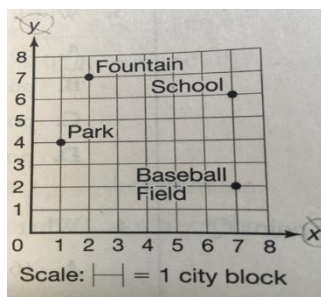 y
8
7
Fountain
School
6
5
4
Park
3
Baseball
Field
2
1
0 1 2 3 4 5 6 7 8
x
Scale: = 1 city block